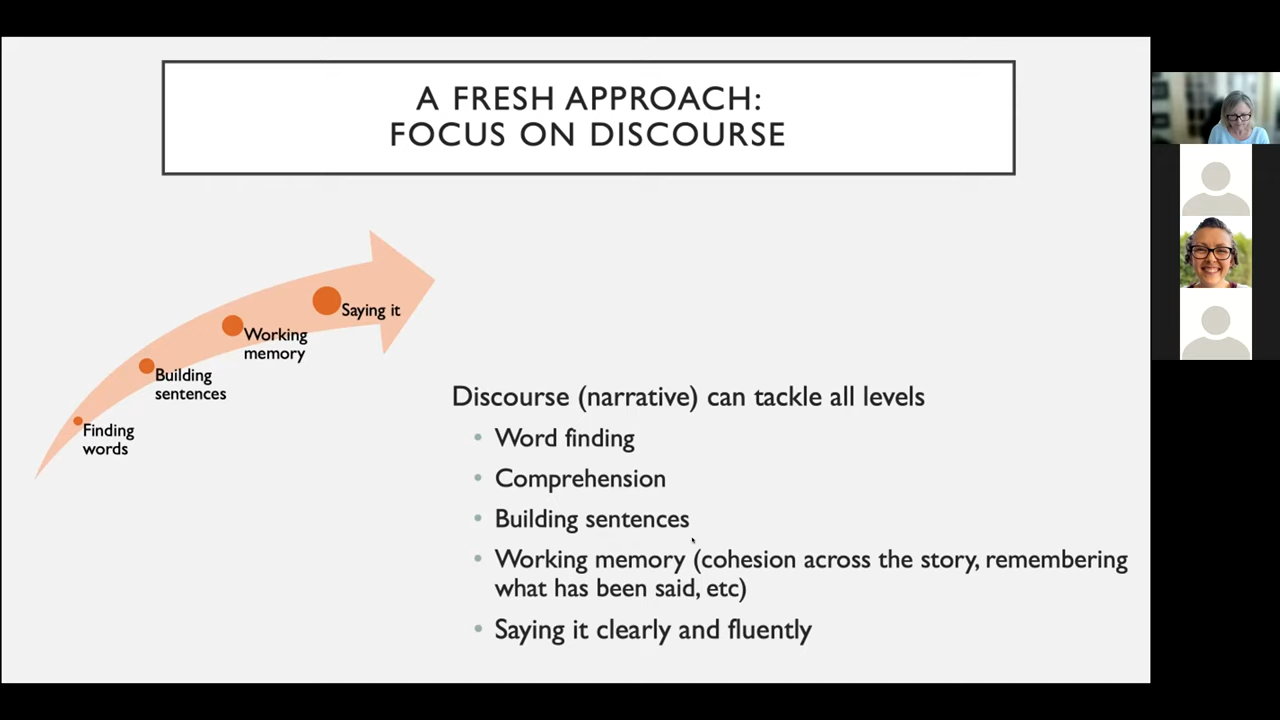 A FRESH APPROACH:
FOCUS ON DISCOURSE
Saying it
Working
memory
Building
sentences
Finding
words
Discourse (narrative) can tackle all levels
• Word finding
• Comprehension
• Building sentences
• Working memory (cohesion across the story, remembering
what has been said, etc)
• Saying it clearly and fluently